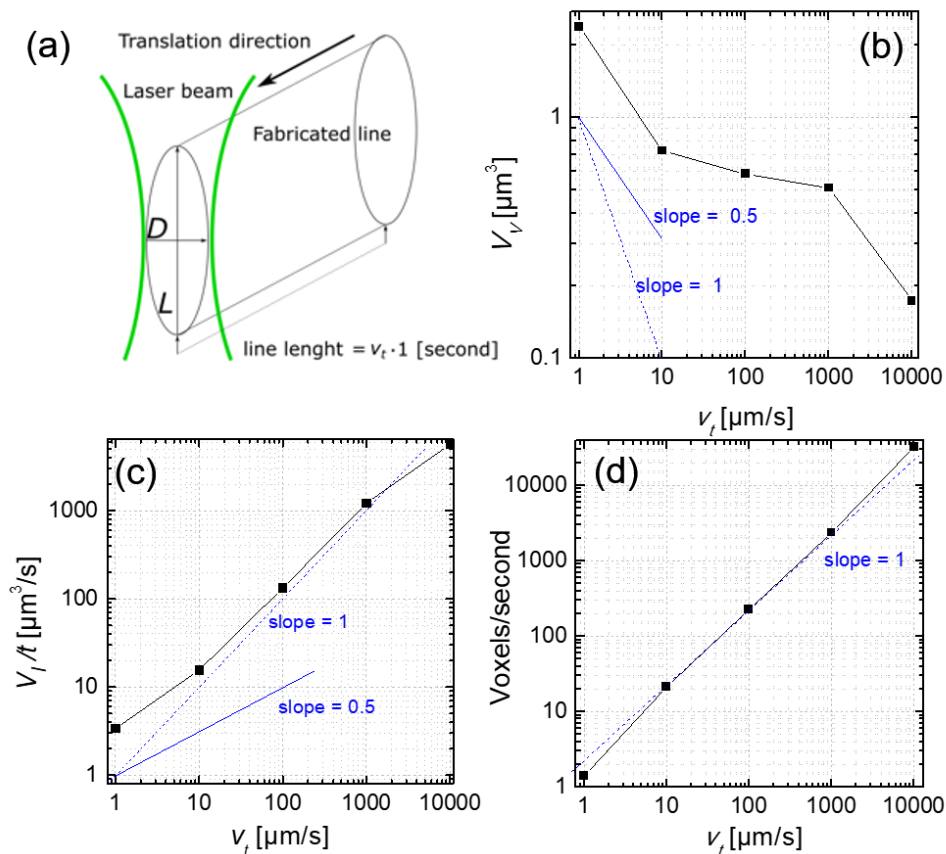 (a)
Translation direction
Laser beam
Fabricated line
D
L
line lenght = vₜ·1 [second]
(b)
Vᵥ [µm³]
1
0.1
slope = 0.5
slope = 1
1 10 100 1000 10000
vₜ [µm/s]
(c)
Vₗ/t [µm³/s]
1000
100
10
1
slope = 1
slope = 0.5
1 10 100 1000 10000
vₜ [µm/s]
(d)
Voxels/second
10000
1000
100
10
1
slope = 1
1 10 100 1000 10000
vₜ [µm/s]